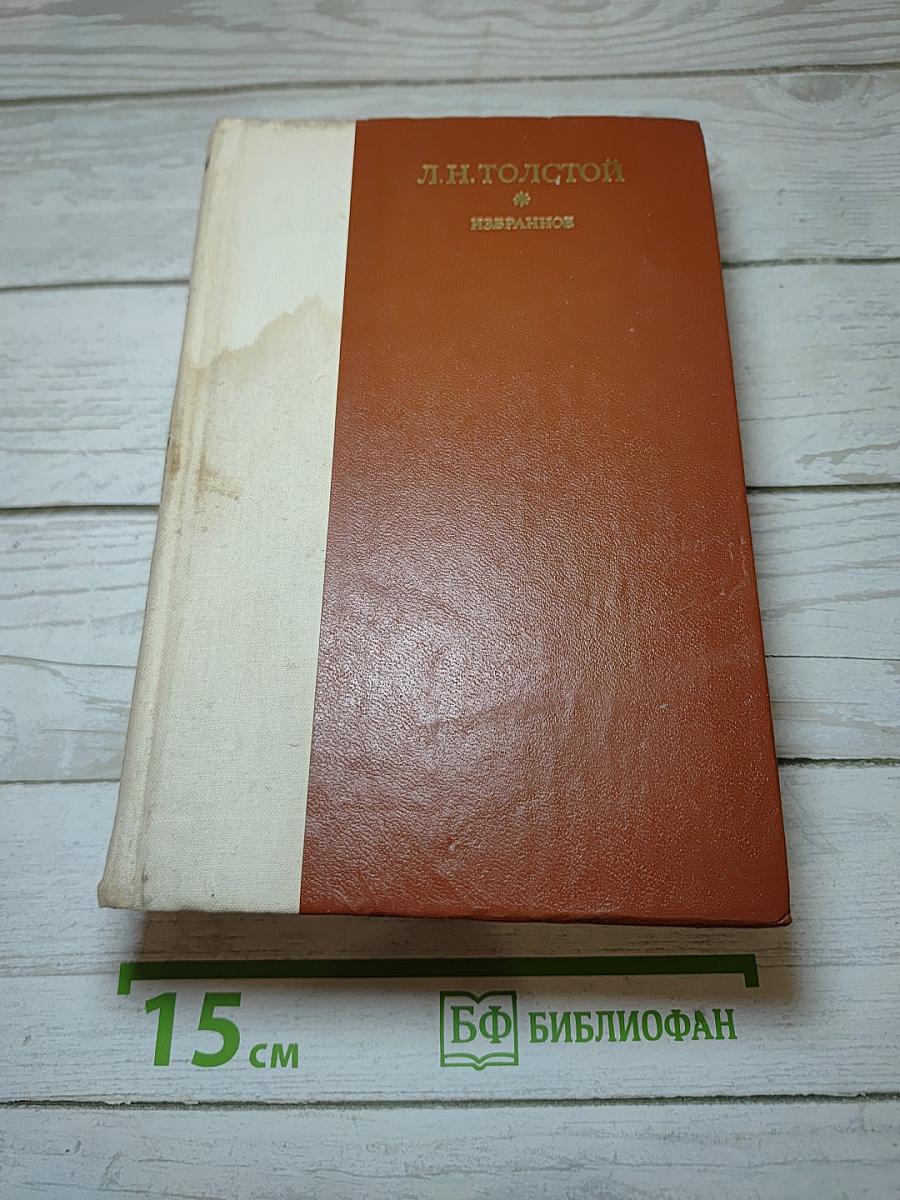 Л.Н.ТОЛСТОЙ
*
ИЗБРАННОЕ
15 см
БФ БИБЛИОФАН